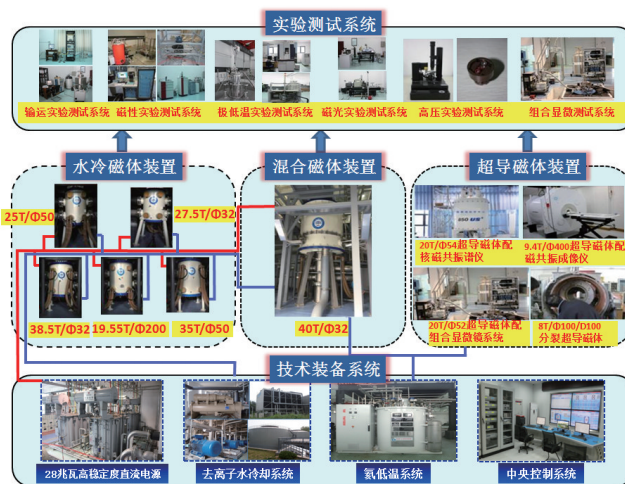 实验测试系统
输运实验测试系统
磁性实验测试系统
极低温实验测试系统
磁光实验测试系统
高压实验测试系统
组合显微测试系统
水冷磁体装置
混合磁体装置
超导磁体装置
25T/Φ50
27.5T/Φ32
38.5T/Φ32
19.55T/Φ200
35T/Φ50
40T/Φ32
20T/Φ54超导磁体配
核磁共振谱仪
9.4T/Φ400超导磁体配
磁共振成像仪
20T/Φ52超导磁体配
组合显微镜系统
8T/Φ100/D100
分裂超导磁体
技术装备系统
28兆瓦高稳定度直流电源
去离子水冷却系统
氦低温系统
中央控制系统